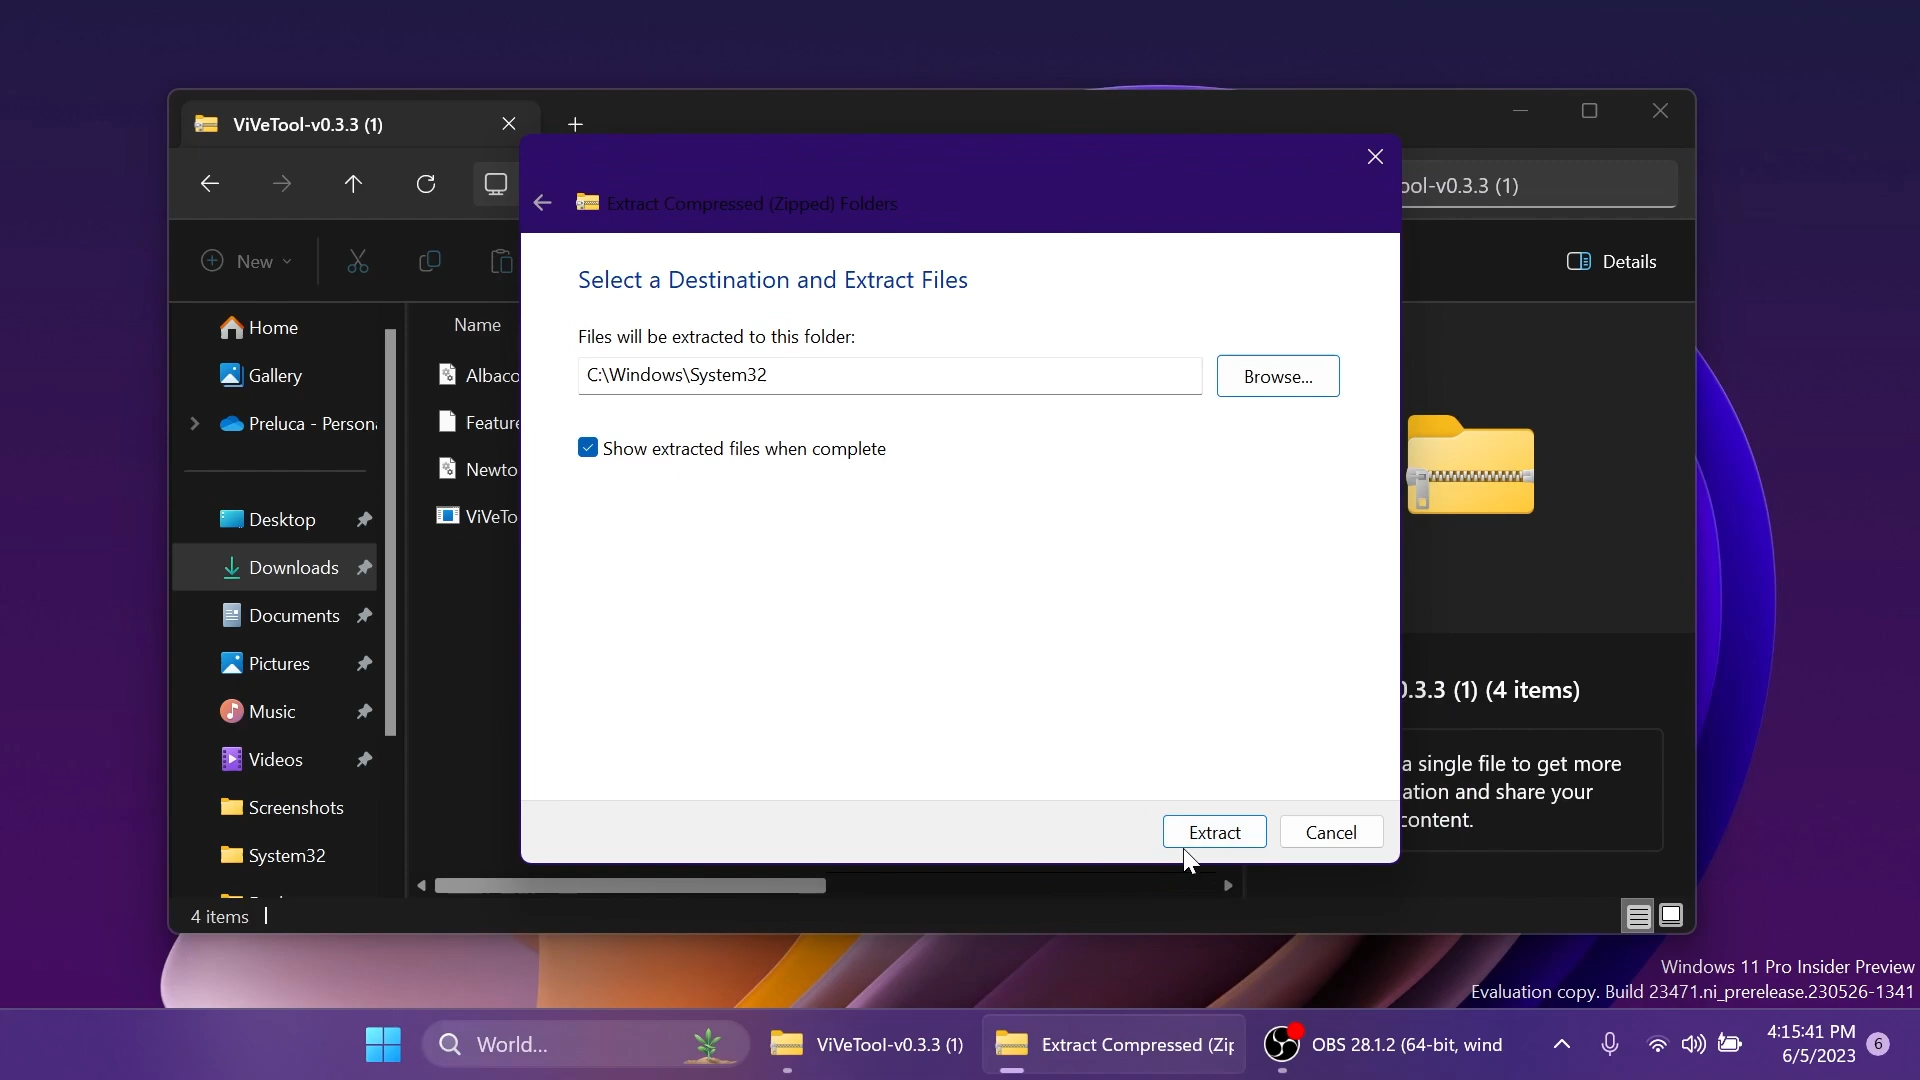 ViVeTool-v0.3.3 (1)
ool-v0.3.3 (1)
Extract Compressed (Zipped) Folders
New
Details
Select a Destination and Extract Files
Files will be extracted to this folder:
C:\Windows\System32
Browse...
Show extracted files when complete
Extract
Cancel
Home
Gallery
Preluca - Person
Desktop
Downloads
Documents
Pictures
Music
Videos
Screenshots
System32
Name
Albaco
Feature
Newto
ViVeTo
0.3.3 (1) (4 items)
a single file to get more
ation and share your
content.
4 items
Windows 11 Pro Insider Preview
Evaluation copy. Build 23471.ni_prerelease.230526-1341
World...
ViVeTool-v0.3.3 (1)
Extract Compressed (Zip
OBS 28.1.2 (64-bit, wind
4:15:41 PM
6/5/2023
6